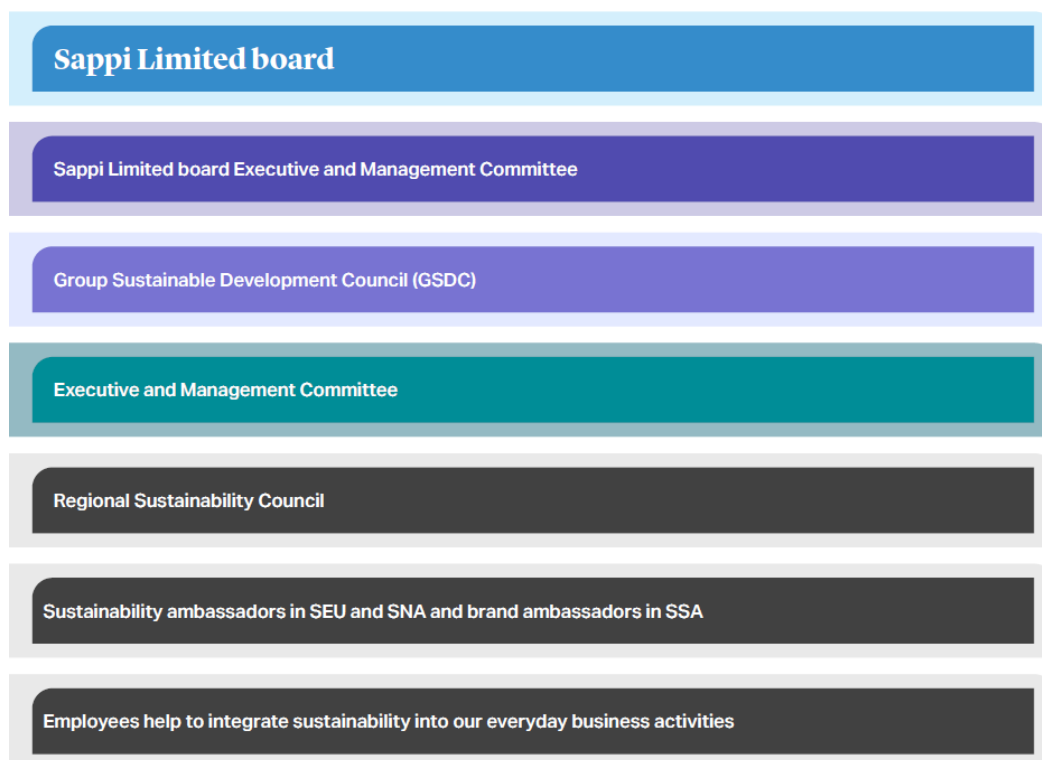 Sappi Limited board
Sappi Limited board Executive and Management Committee
Group Sustainable Development Council (GSDC)
Executive and Management Committee
Regional Sustainability Council
Sustainability ambassadors in SEU and SNA and brand ambassadors in SSA
Employees help to integrate sustainability into our everyday business activities